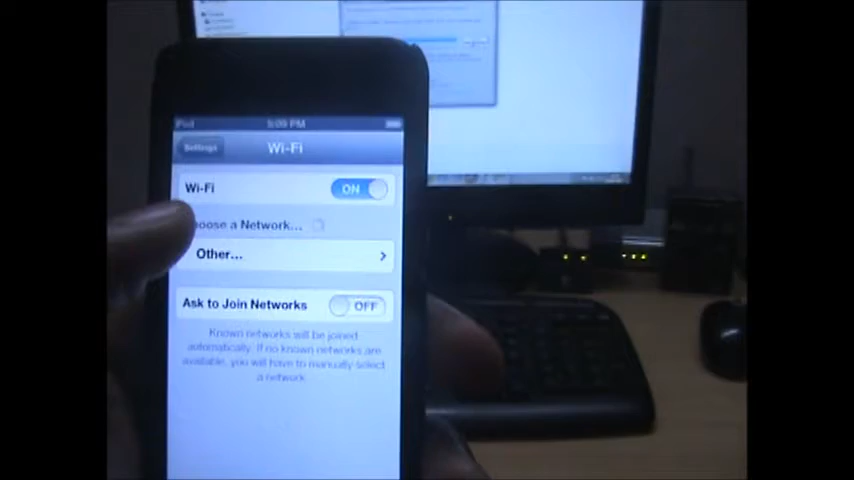 iPod 5:09 PM
Settings Wi-Fi
Wi-Fi ON
oose a Network...
Other...
Ask to Join Networks OFF
Known networks will be joined
automatically. If no known networks are
available, you will have to manually select
a network.